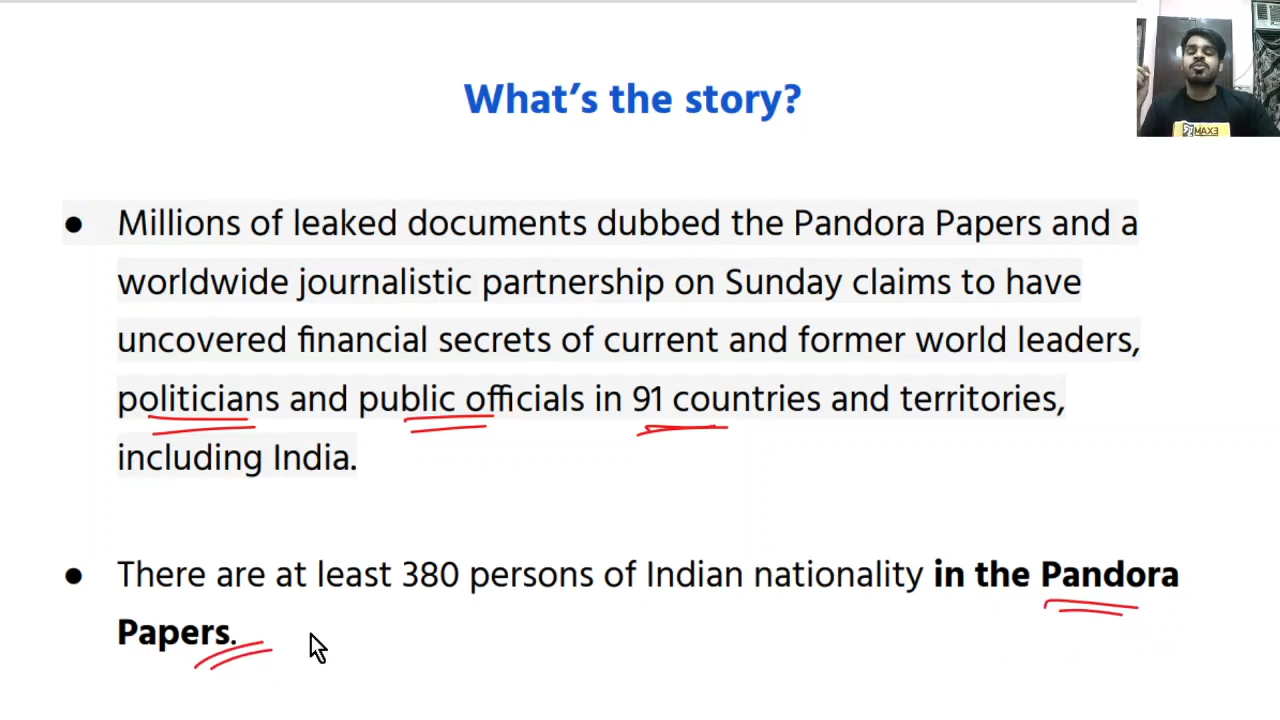 What's the story?
● Millions of leaked documents dubbed the Pandora Papers and a
worldwide journalistic partnership on Sunday claims to have
uncovered financial secrets of current and former world leaders,
politicians and public officials in 91 countries and territories,
including India.
● There are at least 380 persons of Indian nationality in the Pandora
Papers.
EXAM